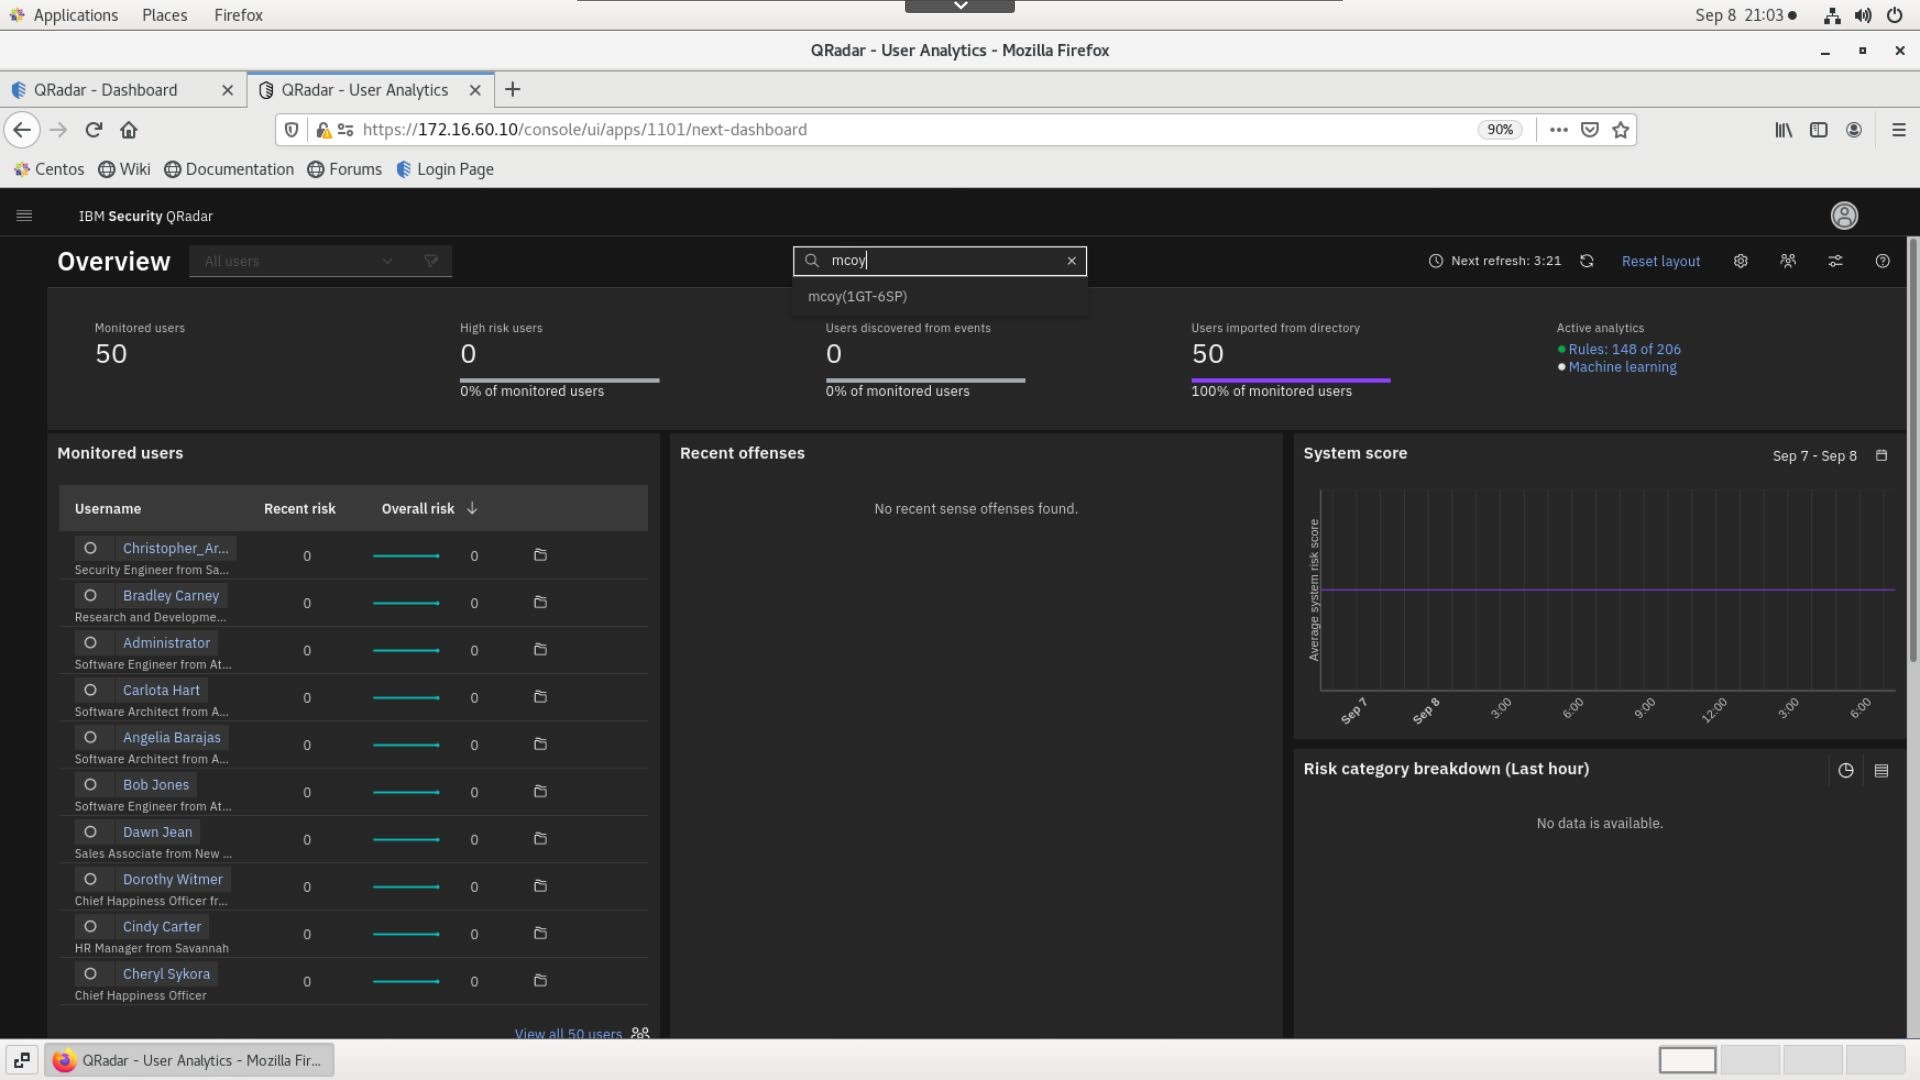 Applications Places Firefox Sep 8 21:03
QRadar - User Analytics - Mozilla Firefox
QRadar - Dashboard QRadar - User Analytics
https://172.16.60.10/console/ui/apps/1101/next-dashboard 90%
Centos Wiki Documentation Forums Login Page
IBM Security QRadar
Overview All users mcoy Next refresh: 3:21 Reset layout
mcoy(1GT-6SP)
Monitored users High risk users Users discovered from events Users imported from directory Active analytics
50 0 0 50 Rules: 148 of 206
Machine learning
0% of monitored users 0% of monitored users 100% of monitored users
Monitored users
Username Recent risk Overall risk
Christopher_Ar... 0 0
Security Engineer from Sa...
Bradley Carney 0 0
Research and Developme...
Administrator 0 0
Software Engineer from At...
Carlota Hart 0 0
Software Architect from A...
Angelia Barajas 0 0
Software Architect from A...
Bob Jones 0 0
Software Engineer from At...
Dawn Jean 0 0
Sales Associate from New ...
Dorothy Witmer 0 0
Chief Happiness Officer fr...
Cindy Carter 0 0
HR Manager from Savannah
Cheryl Sykora 0 0
Chief Happiness Officer
View all 50 users
Recent offenses
No recent sense offenses found.
System score
Sep 7 - Sep 8
Average system risk score
Sep 7 Sep 8 3:00 6:00 9:00 12:00 3:00 6:00
Risk category breakdown (Last hour)
No data is available.
QRadar - User Analytics - Mozilla Fir...